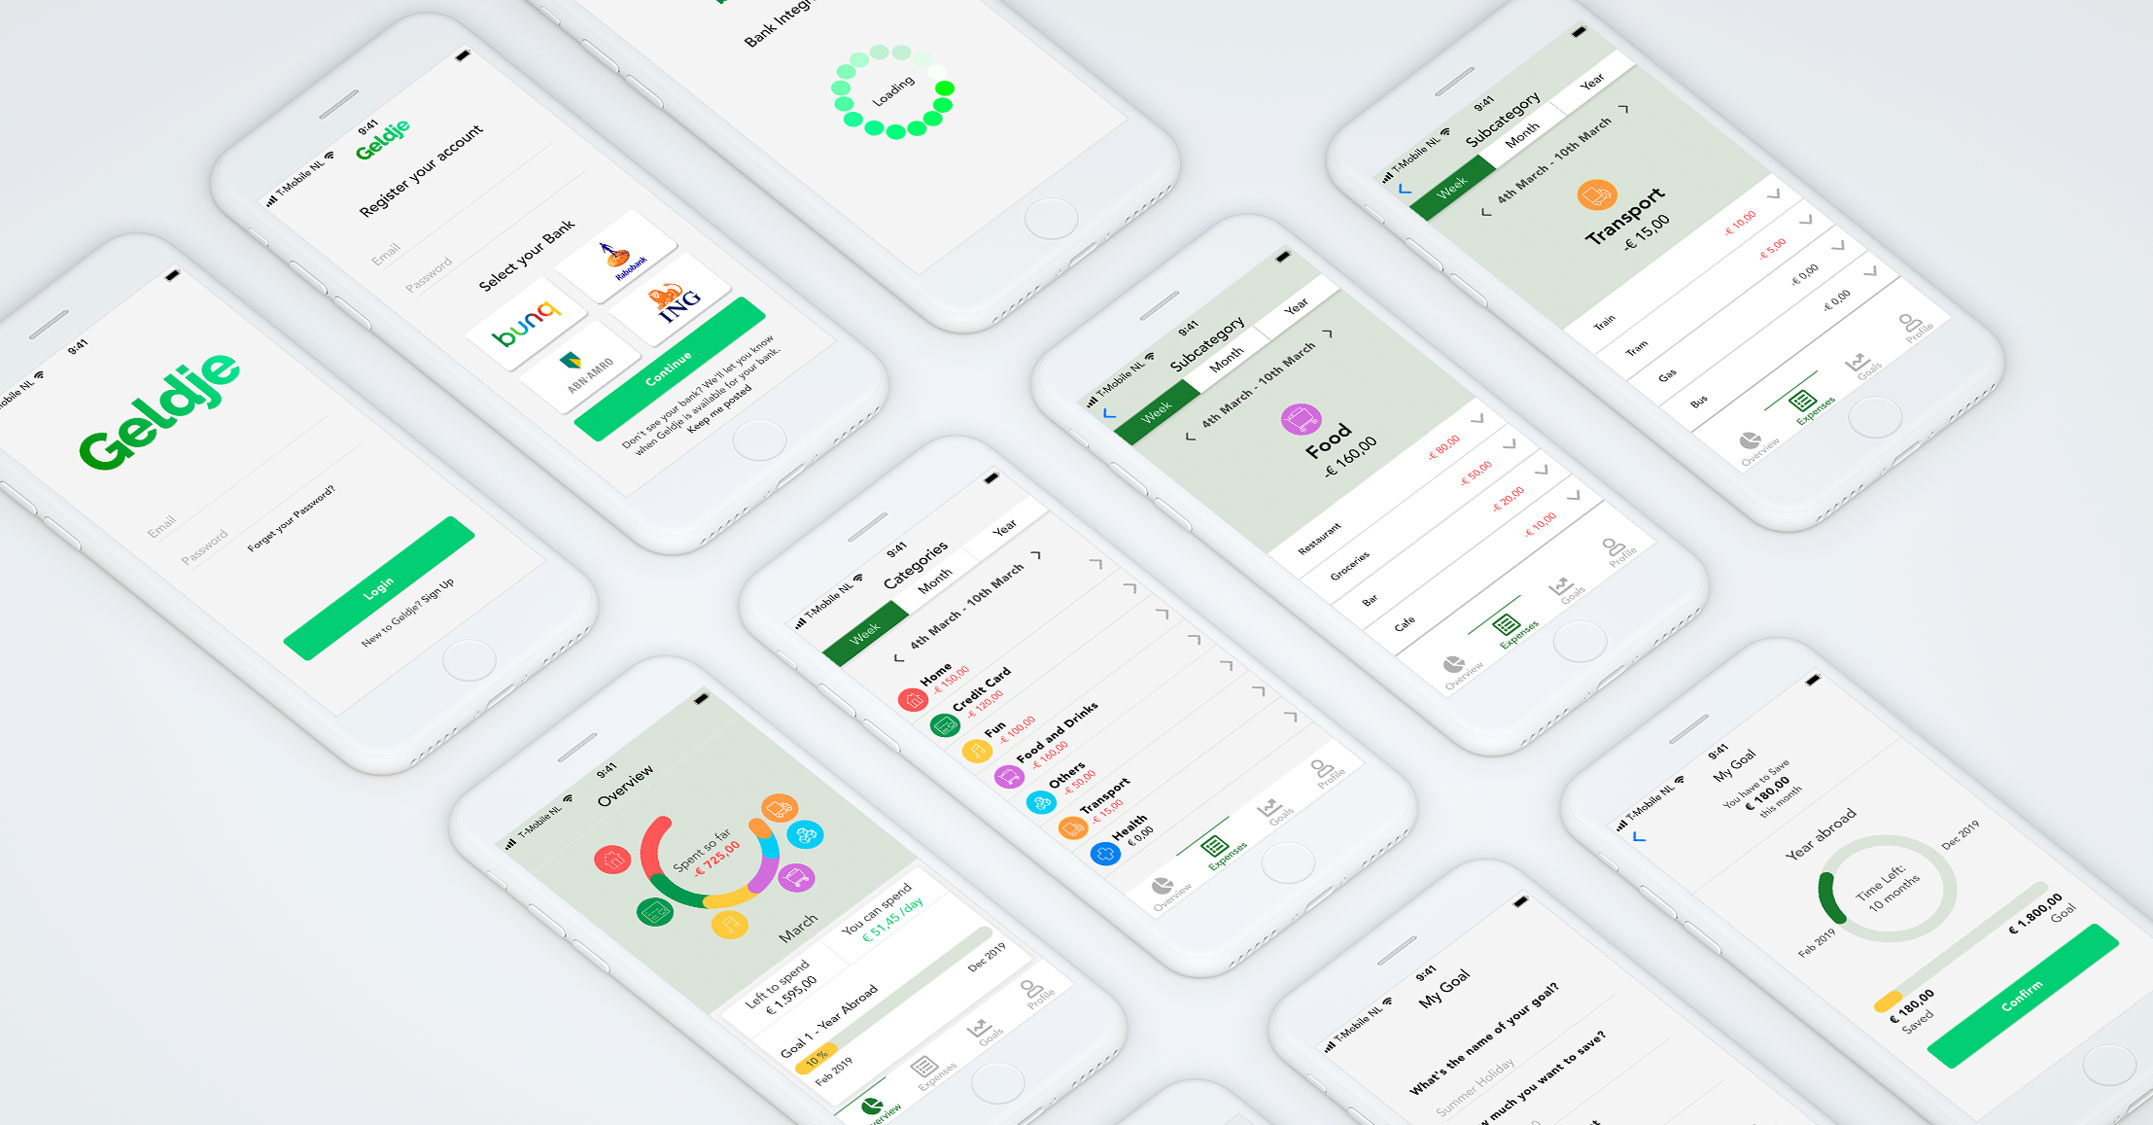 T-Mobile NL
9:41
Geldje
Email
Password
Forget your Password?
Login
New to Geldje? Sign Up
T-Mobile NL
9:41
Geldje
Register your account
Email
Password
Select your Bank
bunq
Rabobank
ABN·AMRO
ING
Continue
Don't see your bank? We'll let you know
when Geldje is available for your bank.
Keep me posted
Loading
T-Mobile NL
9:41
Overview
Spent so far
-€ 725,00
March
Left to spend
€ 1.595,00
You can spend
€ 51,45 /day
Goal 1 - Year Abroad
10 %
Feb 2019
Dec 2019
Expenses
Goals
Profile
T-Mobile NL
9:41
Categories
Week
Month
Year
4th March - 10th March
Home
-€ 150,00
Credit Card
-€ 120,00
Fun
-€ 100,00
Food and Drinks
-€ 160,00
Others
-€ 50,00
Transport
-€ 15,00
Health
€ 0,00
Overview
Expenses
Goals
Profile
T-Mobile NL
9:41
Subcategory
Week
Month
Year
4th March - 10th March
Food
-€ 160,00
Restaurant
-€ 80,00
Groceries
-€ 50,00
Bar
-€ 20,00
Cafe
-€ 10,00
Overview
Expenses
Goals
Profile
T-Mobile NL
9:41
Subcategory
Week
Month
Year
4th March - 10th March
Transport
-€ 15,00
Train
-€ 10,00
Tram
-€ 5,00
Gas
-€ 0,00
Bus
-€ 0,00
Overview
Expenses
Goals
Profile
T-Mobile NL
9:41
My Goal
What's the name of your goal?
Summer Holiday
much you want to save?
T-Mobile NL
9:41
My Goal
You have to Save
€ 180,00
this month
Year abroad
Time Left:
10 months
Feb 2019
Dec 2019
€ 180,00
Saved
€ 1.800,00
Goal
Confirm